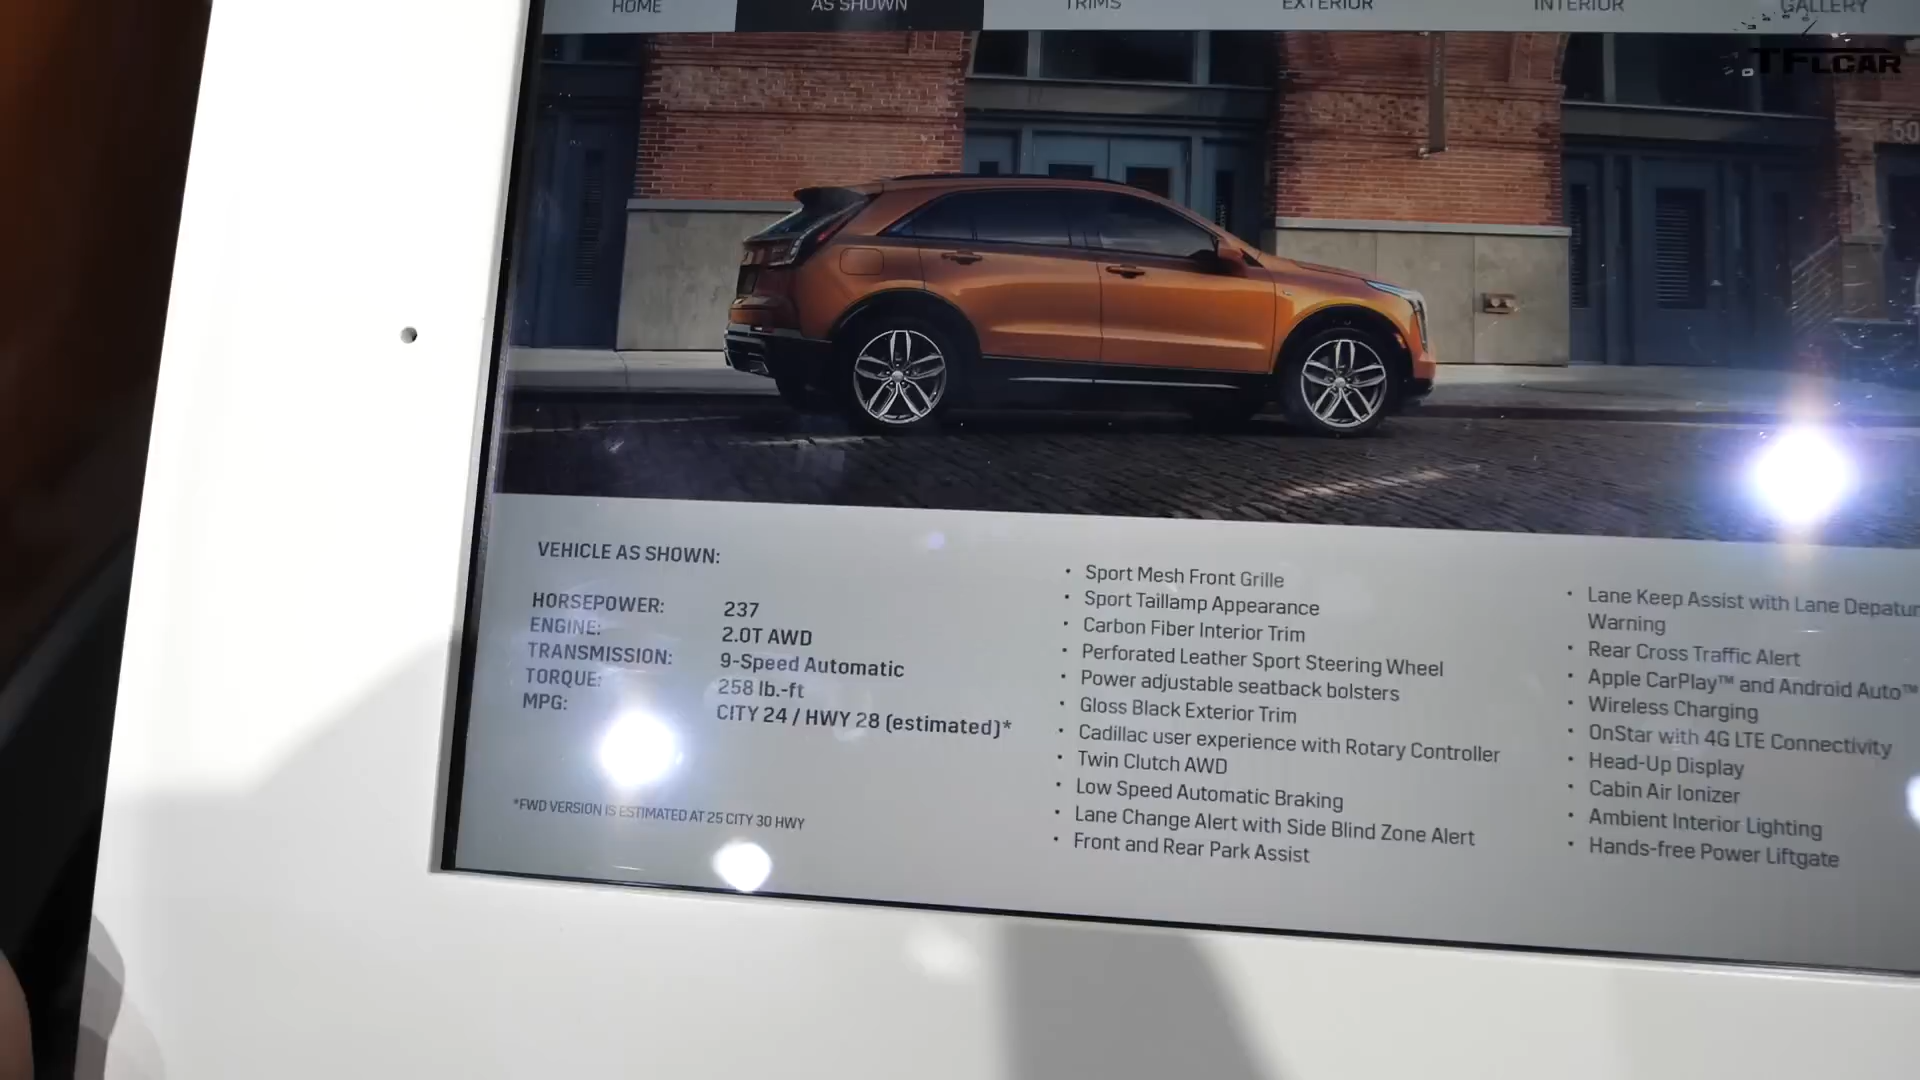 HOME AS SHOWN TRIMS EXTERIOR INTERIOR GALLERY
TFLCAR
50
VEHICLE AS SHOWN:
HORSEPOWER: 237
ENGINE: 2.0T AWD
TRANSMISSION: 9-Speed Automatic
TORQUE: 258 lb.-ft
MPG: CITY 24 / HWY 28 (estimated)*
*FWD VERSION IS ESTIMATED AT 25 CITY 30 HWY
• Sport Mesh Front Grille
• Sport Taillamp Appearance
• Carbon Fiber Interior Trim
• Perforated Leather Sport Steering Wheel
• Power adjustable seatback bolsters
• Gloss Black Exterior Trim
• Cadillac user experience with Rotary Controller
• Twin Clutch AWD
• Low Speed Automatic Braking
• Lane Change Alert with Side Blind Zone Alert
• Front and Rear Park Assist
• Lane Keep Assist with Lane Depatur
Warning
• Rear Cross Traffic Alert
• Apple CarPlay™ and Android Auto™
• Wireless Charging
• OnStar with 4G LTE Connectivity
• Head-Up Display
• Cabin Air Ionizer
• Ambient Interior Lighting
• Hands-free Power Liftgate